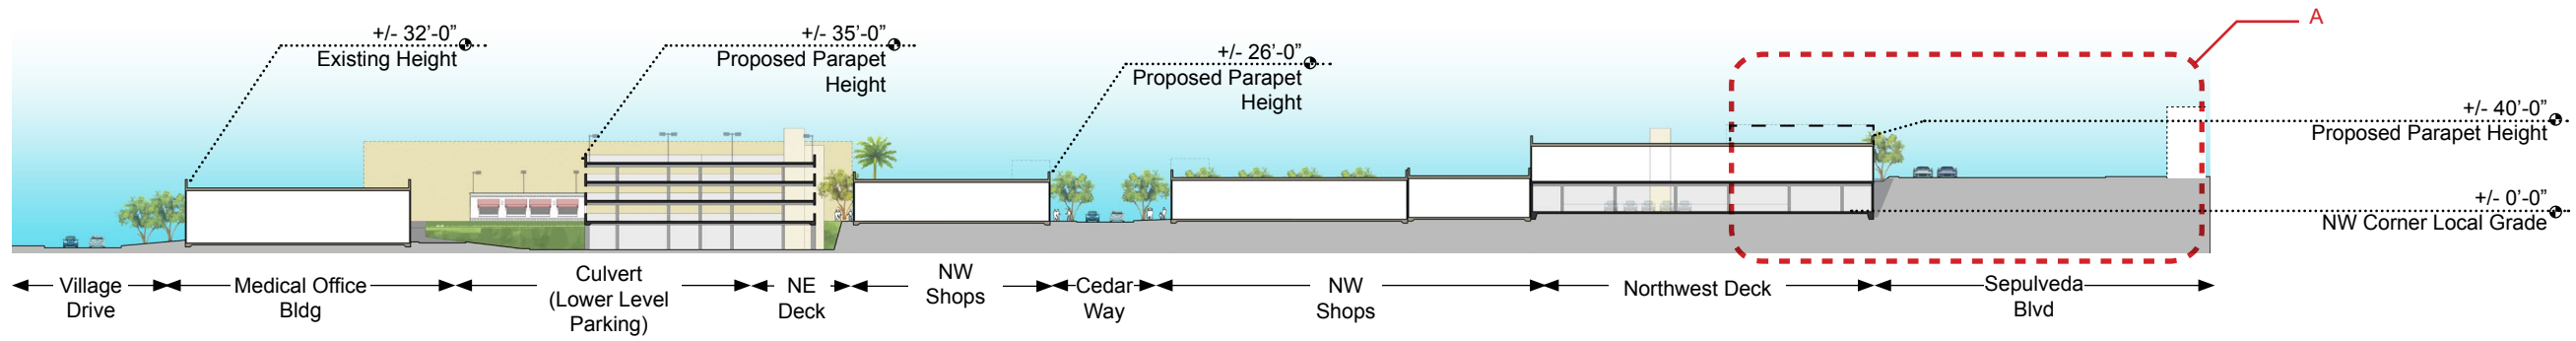 A
+/- 32’-0”
Existing Height
+/- 35’-0”
Proposed Parapet
Height
+/- 26’-0”
Proposed Parapet
Height
+/- 40’-0”
Proposed Parapet Height
+/- 0’-0”
NW Corner Local Grade
Village
Drive
Medical Office
Bldg
Culvert
(Lower Level
Parking)
NE
Deck
NW
Shops
Cedar
Way
NW
Shops
Northwest Deck
Sepulveda
Blvd